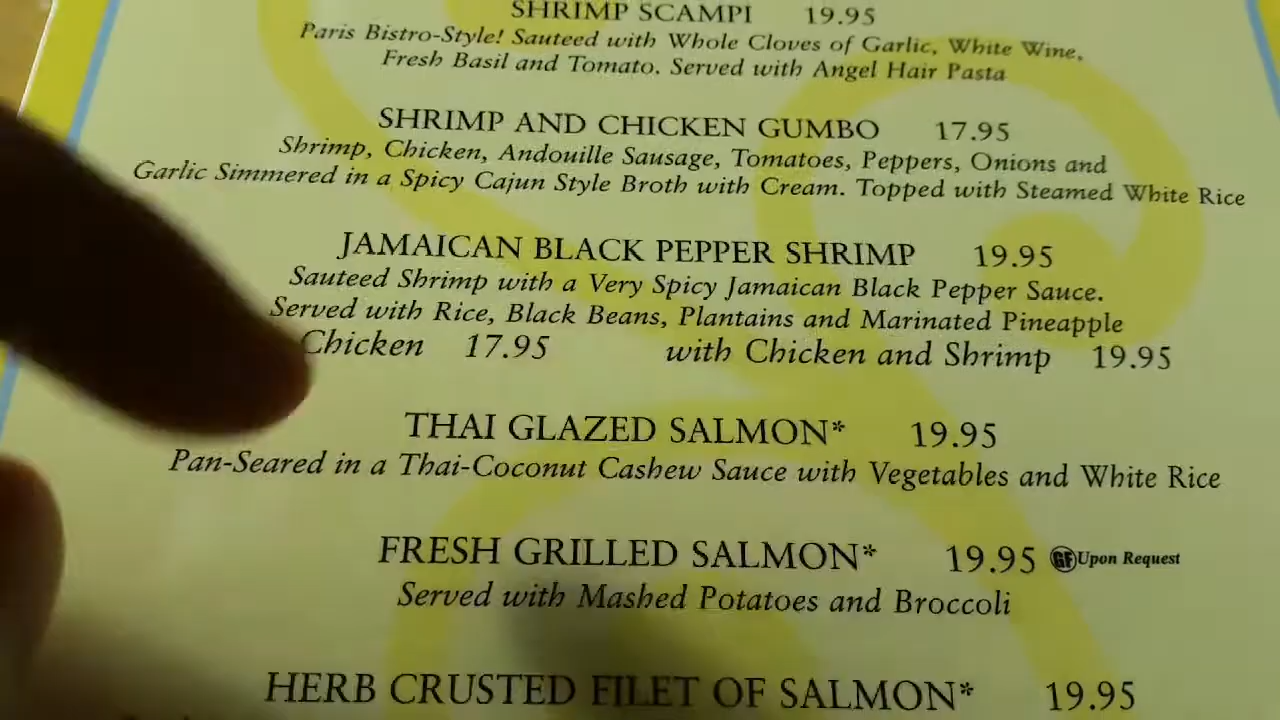 SHRIMP SCAMPI 19.95
Paris Bistro-Style! Sauteed with Whole Cloves of Garlic, White Wine,
Fresh Basil and Tomato. Served with Angel Hair Pasta
SHRIMP AND CHICKEN GUMBO 17.95
Shrimp, Chicken, Andouille Sausage, Tomatoes, Peppers, Onions and
Garlic Simmered in a Spicy Cajun Style Broth with Cream. Topped with Steamed White Rice
JAMAICAN BLACK PEPPER SHRIMP 19.95
Sauteed Shrimp with a Very Spicy Jamaican Black Pepper Sauce.
Served with Rice, Black Beans, Plantains and Marinated Pineapple
Chicken 17.95 with Chicken and Shrimp 19.95
THAI GLAZED SALMON* 19.95
Pan-Seared in a Thai-Coconut Cashew Sauce with Vegetables and White Rice
FRESH GRILLED SALMON* 19.95 GF Upon Request
Served with Mashed Potatoes and Broccoli
HERB CRUSTED FILET OF SALMON* 19.95